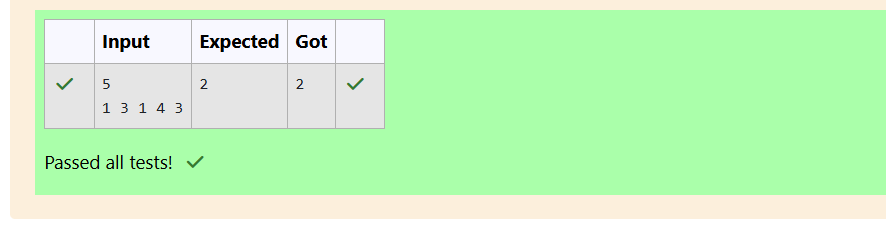 Input Expected Got
5 2 2
1 3 1 4 3
Passed all tests!